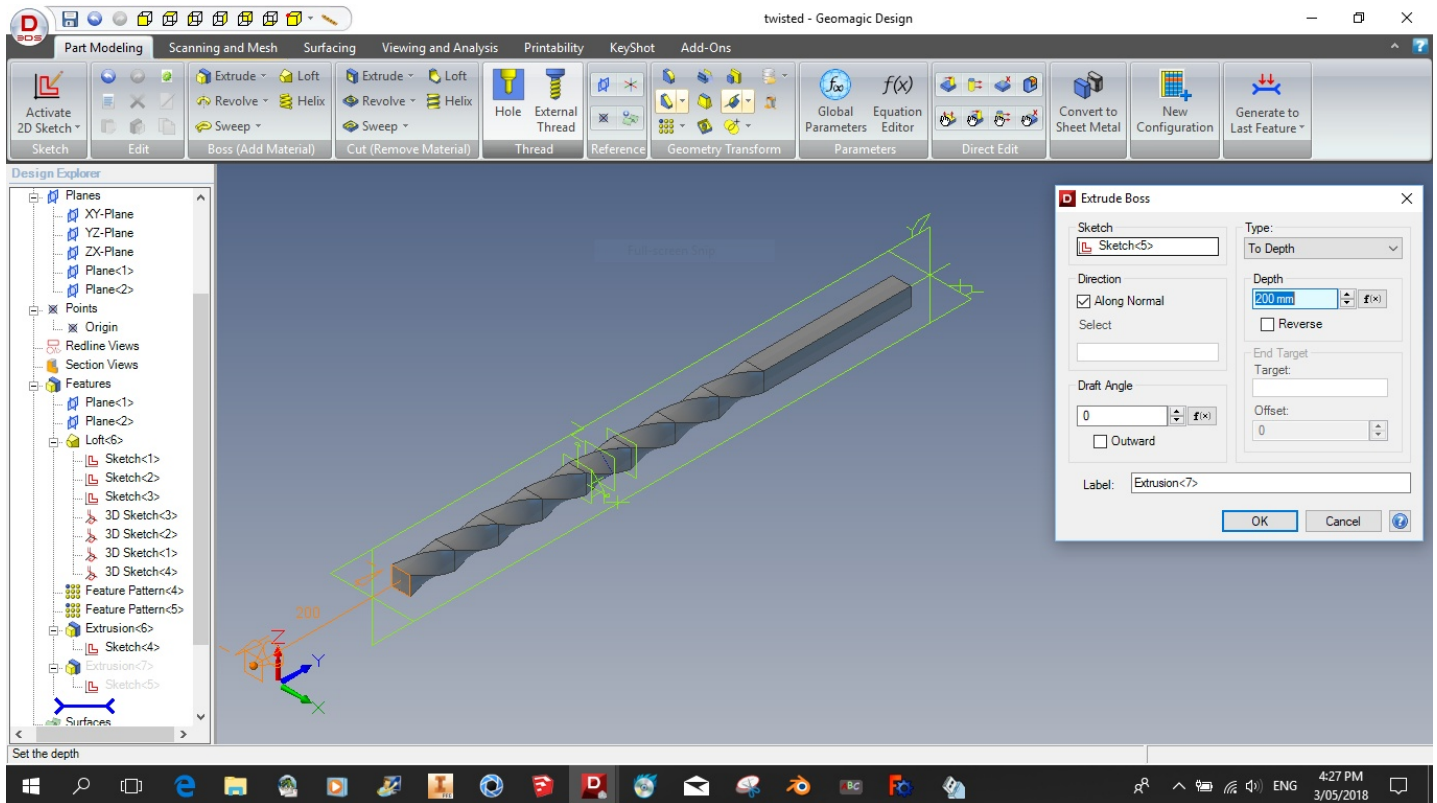 twisted - Geomagic Design
D
3DS
Part Modeling Scanning and Mesh Surfacing Viewing and Analysis Printability KeyShot Add-Ons
Activate
2D Sketch
Extrude Loft
Revolve Helix
Sweep
Extrude Loft
Revolve Helix
Sweep
Hole
External
Thread
Global
Parameters
f(x)
Equation
Editor
Convert to
Sheet Metal
New
Configuration
Generate to
Last Feature
Sketch Edit Boss (Add Material) Cut (Remove Material) Thread Reference Geometry Transform Parameters Direct Edit
Design Explorer
Planes
XY-Plane
YZ-Plane
ZX-Plane
Plane<1>
Plane<2>
Points
Origin
Redline Views
Section Views
Features
Plane<1>
Plane<2>
Loft<6>
Sketch<1>
Sketch<2>
Sketch<3>
3D Sketch<3>
3D Sketch<2>
3D Sketch<1>
3D Sketch<4>
Feature Pattern<4>
Feature Pattern<5>
Extrusion<6>
Sketch<4>
Extrusion<7>
Sketch<5>
Surfaces
Full-screen Snip
200
Z
Y
X
Extrude Boss
Sketch
Sketch<5>
Direction
Along Normal
Select
Draft Angle
0
f(x)
Outward
Type:
To Depth
Depth
200 mm
f(x)
Reverse
End Target
Target:
Offset:
0
Label: Extrusion<7>
OK Cancel
Set the depth
ENG
4:27 PM
3/05/2018